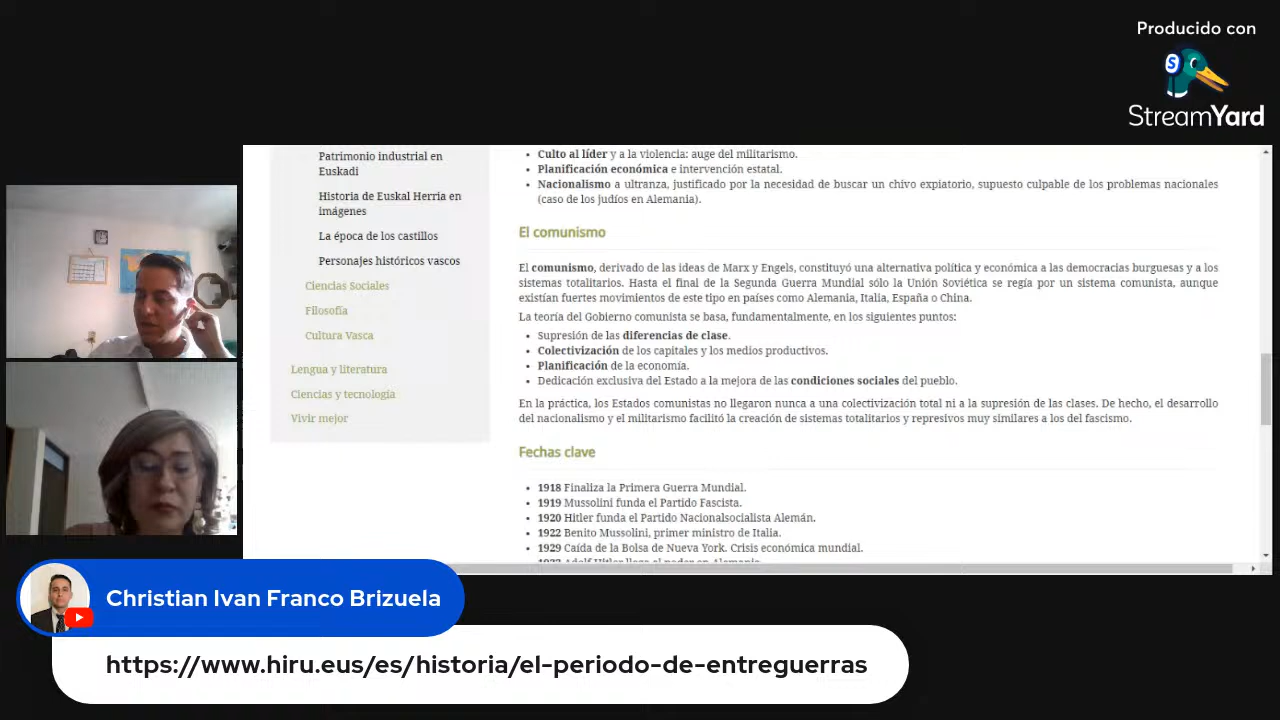 Producido con
StreamYard
Patrimonio industrial en
Euskadi
Historia de Euskal Herria en
imágenes
La época de los castillos
Personajes históricos vascos
Ciencias Sociales
Filosofía
Cultura Vasca
Lengua y literatura
Ciencias y tecnología
Vivir mejor
• Culto al líder y a la violencia: auge del militarismo.
• Planificación económica e intervención estatal.
• Nacionalismo a ultranza, justificado por la necesidad de buscar un chivo expiatorio, supuesto culpable de los problemas nacionales
(caso de los judíos en Alemania).
El comunismo
El comunismo, derivado de las ideas de Marx y Engels, constituyó una alternativa política y económica a las democracias burguesas y a los
sistemas totalitarios. Hasta el final de la Segunda Guerra Mundial sólo la Unión Soviética se regía por un sistema comunista, aunque
existían fuertes movimientos de este tipo en países como Alemania, Italia, España o China.
La teoría del Gobierno comunista se basa, fundamentalmente, en los siguientes puntos:
• Supresión de las diferencias de clase.
• Colectivización de los capitales y los medios productivos.
• Planificación de la economía.
• Dedicación exclusiva del Estado a la mejora de las condiciones sociales del pueblo.
En la práctica, los Estados comunistas no llegaron nunca a una colectivización total ni a la supresión de las clases. De hecho, el desarrollo
del nacionalismo y el militarismo facilitó la creación de sistemas totalitarios y represivos muy similares a los del fascismo.
Fechas clave
• 1918 Finaliza la Primera Guerra Mundial.
• 1919 Mussolini funda el Partido Fascista.
• 1920 Hitler funda el Partido Nacionalsocialista Alemán.
• 1922 Benito Mussolini, primer ministro de Italia.
• 1929 Caída de la Bolsa de Nueva York. Crisis económica mundial.
Christian Ivan Franco Brizuela
https://www.hiru.eus/es/historia/el-periodo-de-entreguerras